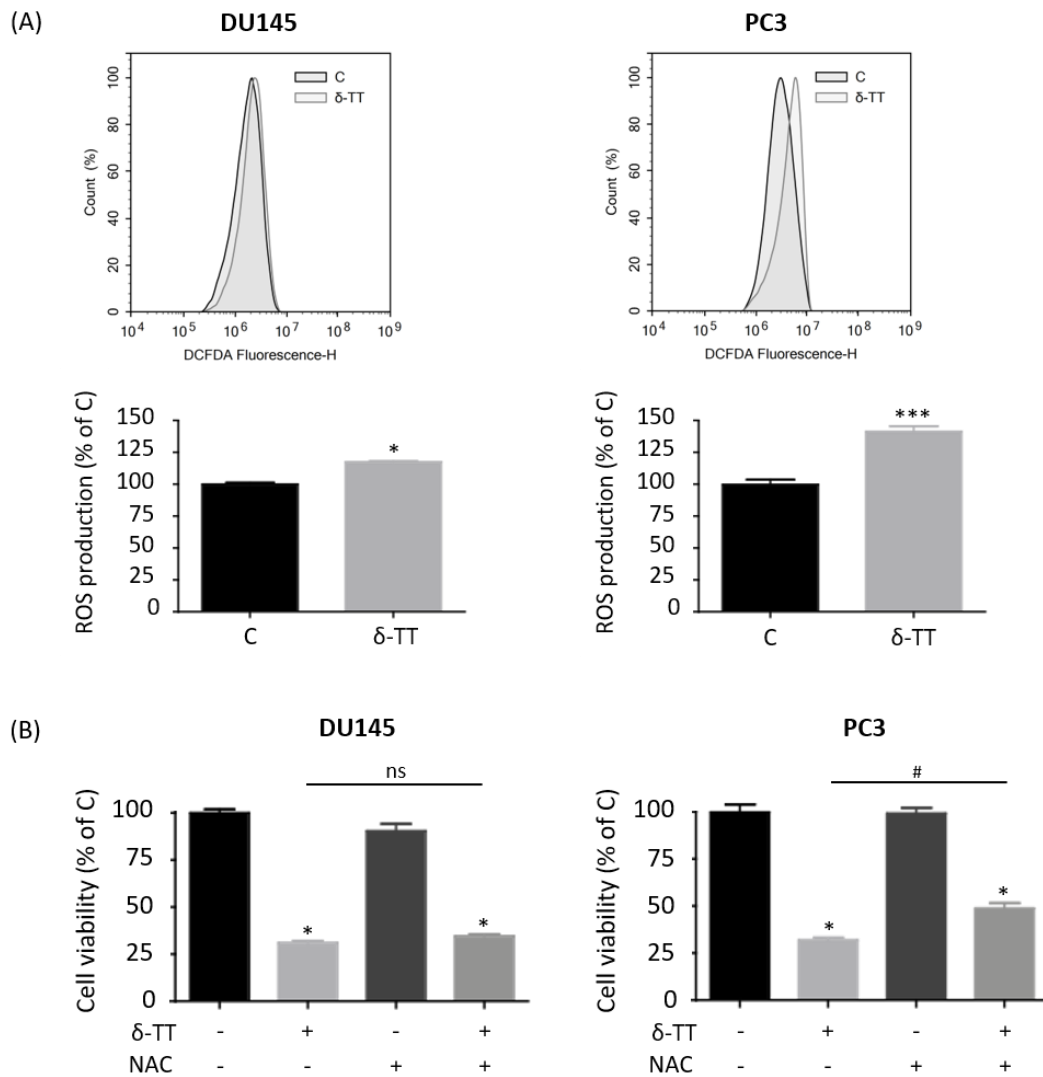 (A)
DU145
PC3
C
δ-TT
C
δ-TT
100
80
60
40
20
0
Count (%)
10⁴ 10⁵ 10⁶ 10⁷ 10⁸ 10⁹
DCFDA Fluorescence-H
100
80
60
40
20
0
Count (%)
10⁴ 10⁵ 10⁶ 10⁷ 10⁸ 10⁹
DCFDA Fluorescence-H
ROS production (% of C)
150
125
100
75
50
25
0
*
C δ-TT
ROS production (% of C)
150
125
100
75
50
25
0
***
C δ-TT
(B)
DU145
PC3
Cell viability (% of C)
100
75
50
25
0
ns
* *
δ-TT - + - +
NAC - - + +
Cell viability (% of C)
100
75
50
25
0
#
* *
- + - +
- - + +